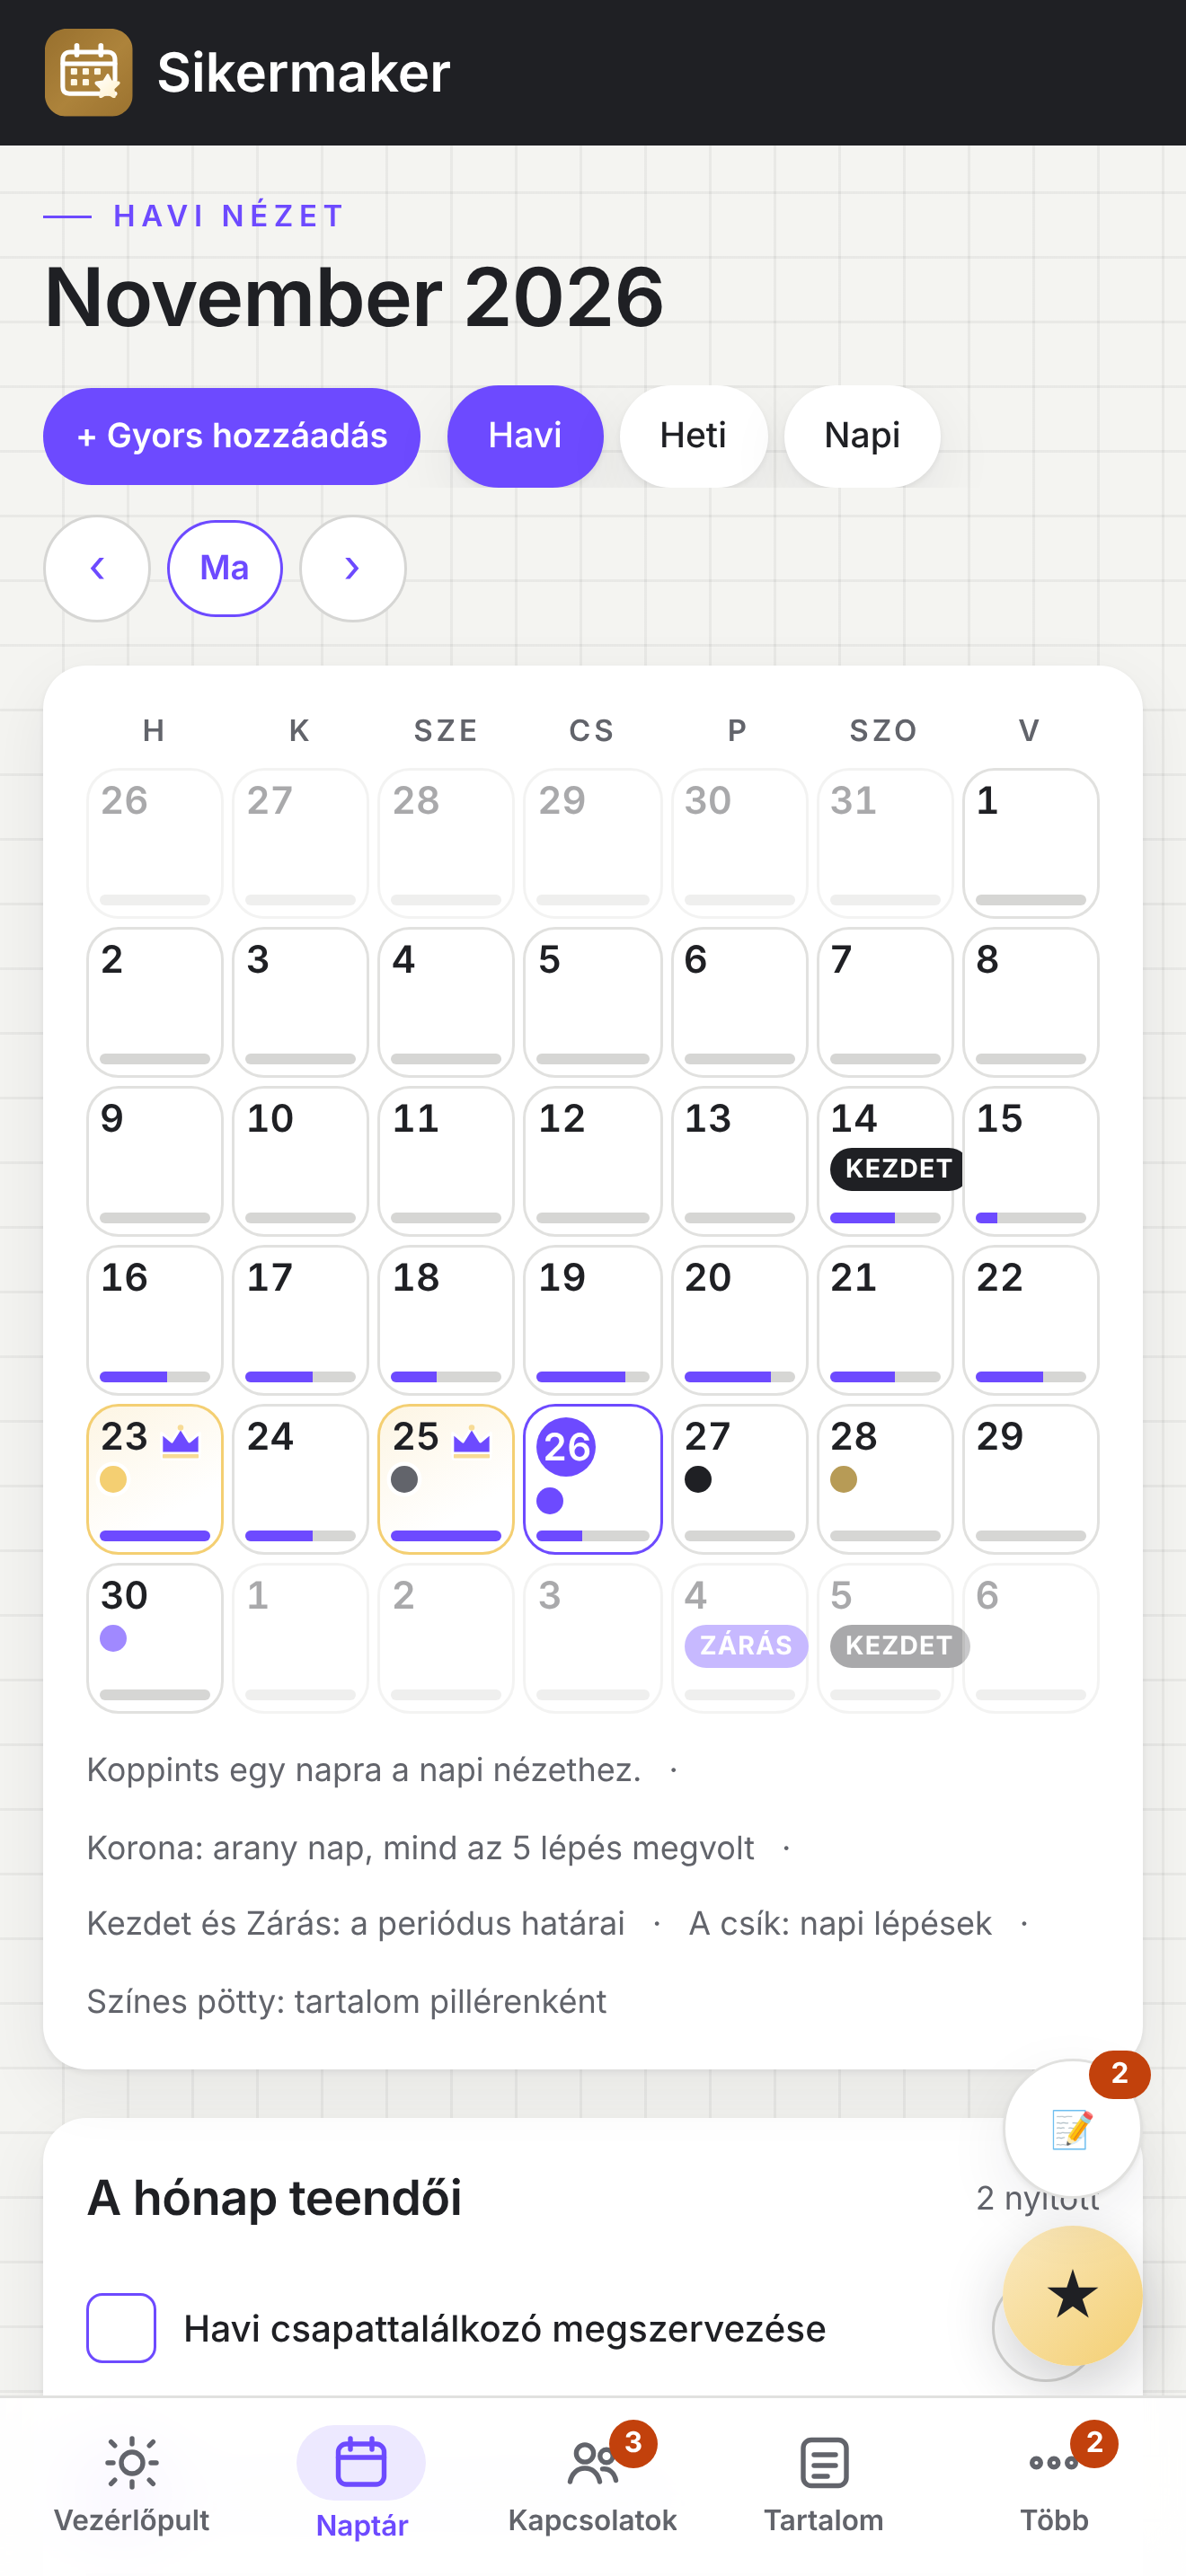 Sikermaker
HAVI NÉZET
November 2026
+ Gyors hozzáadás Havi Heti Napi
‹ Ma ›
H K SZE CS P SZO V
26 27 28 29 30 31 1
2 3 4 5 6 7 8
9 10 11 12 13 14 15
KEZDET
16 17 18 19 20 21 22
23 24 25 26 27 28 29
30 1 2 3 4 5 6
ZÁRÁS KEZDET
Koppints egy napra a napi nézethez. ·
Korona: arany nap, mind az 5 lépés megvolt ·
Kezdet és Zárás: a periódus határai · A csík: napi lépések ·
Színes pötty: tartalom pillérenként
2
A hónap teendői 2 nyitott
Havi csapattalálkozó megszervezése
3 2
Vezérlőpult Naptár Kapcsolatok Tartalom Több